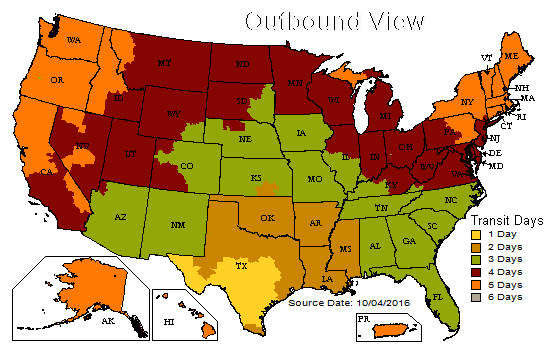 Outbound View
WA
MT
ND
MN
ME
VT
OR
ID
SD
WI
MI
NY
NH
MA
RI
CT
WY
NE
IA
PA
NJ
DE
MD
NV
UT
CO
ID
IN
OH
WV
VA
CA
KS
MO
KY
NC
AZ
NM
OK
AR
TN
SC
TX
LA
MS
AL
GA
FL
AK
HI
PR
Transit Days
1 Day
2 Days
3 Days
4 Days
5 Days
6 Days
Source Date: 10/04/2016